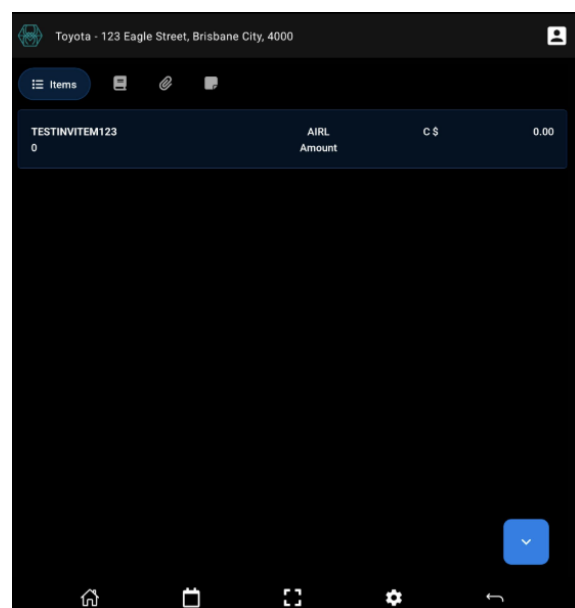 Toyota - 123 Eagle Street, Brisbane City, 4000
Items
TESTINVITEM123 AIRL C $ 0.00
0 Amount